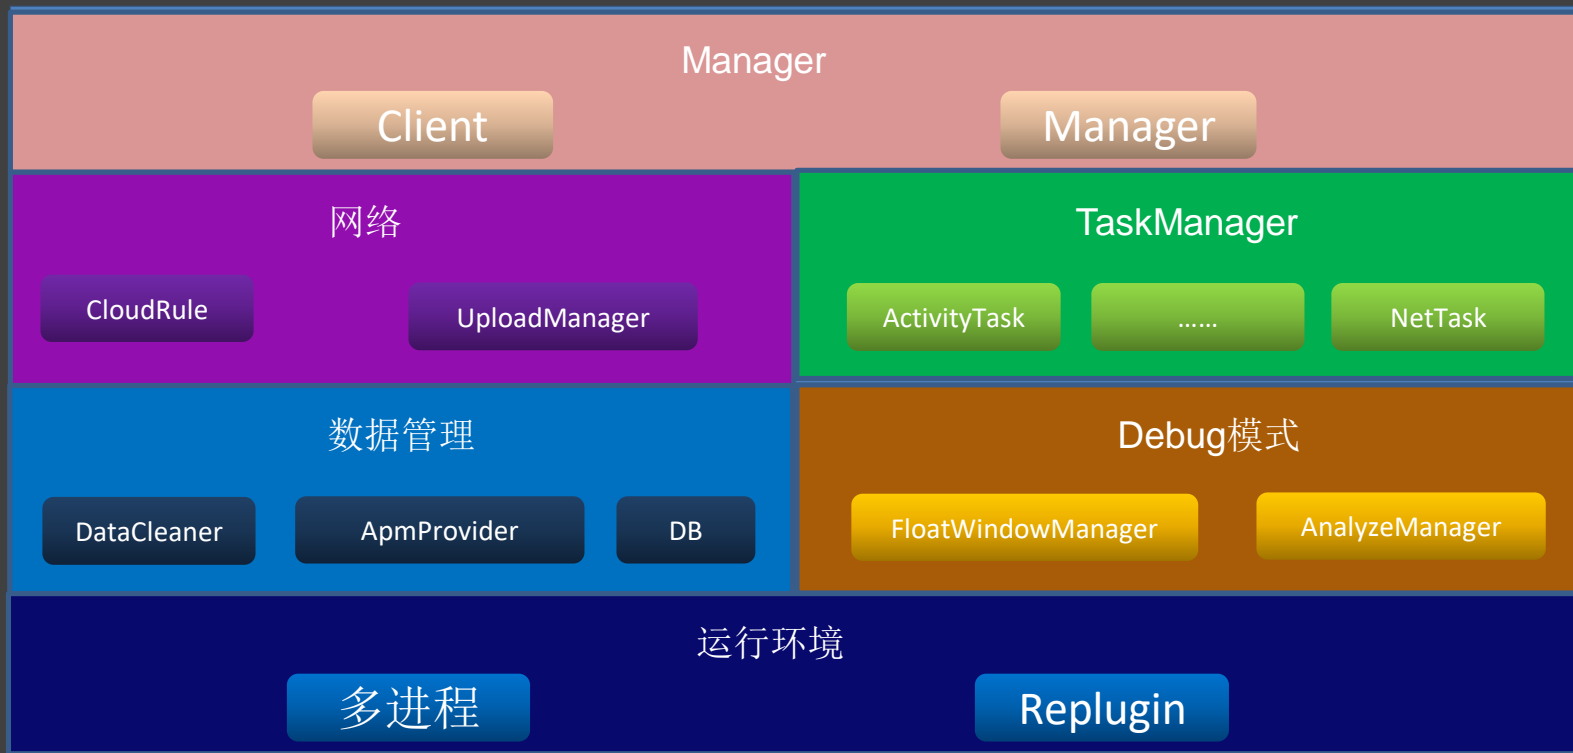 Manager
Client
Manager
网络
TaskManager
CloudRule
UploadManager
ActivityTask
......
NetTask
数据管理
Debug模式
DataCleaner
ApmProvider
DB
FloatWindowManager
AnalyzeManager
运行环境
多进程
Replugin